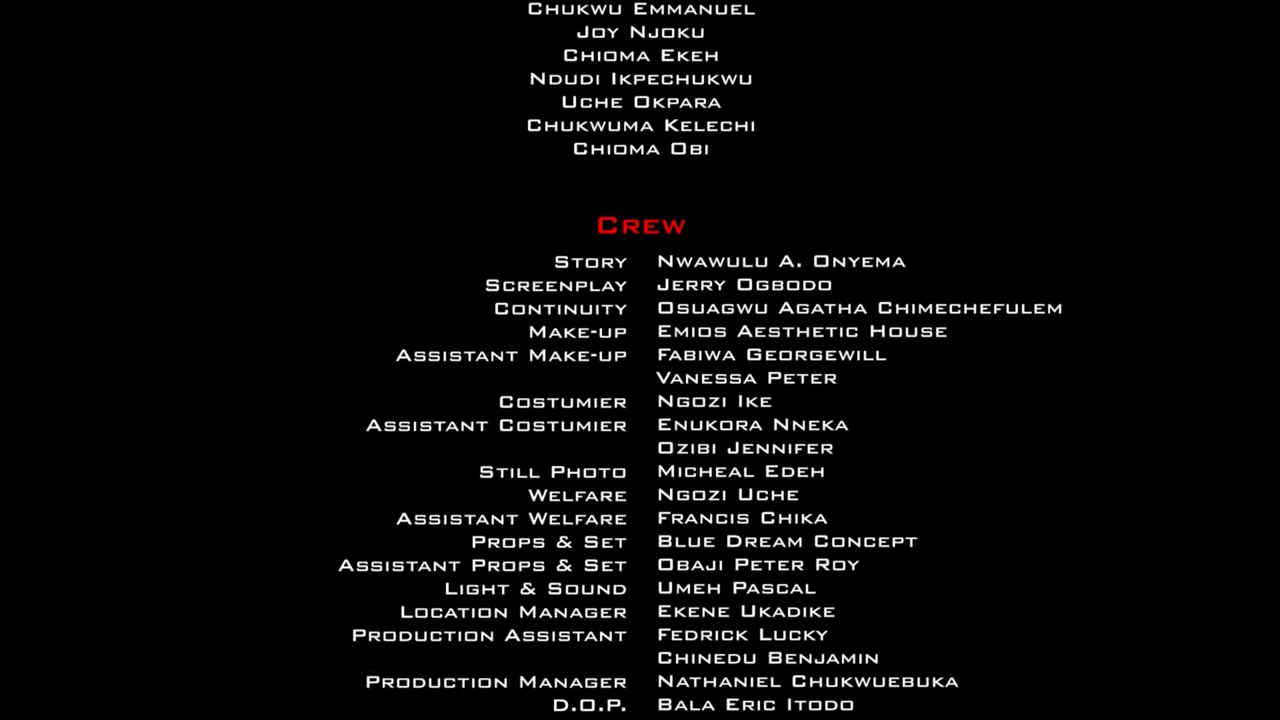 Chukwu Emmanuel
Joy Njoku
Chioma Ekeh
Ndudi Ikpechukwu
Uche Okpara
Chukwuma Kelechi
Chioma Obi
Crew
Story Nwawulu A. Onyema
Screenplay Jerry Ogbodo
Continuity Osuagwu Agatha Chimechefulem
Make-up Emios Aesthetic House
Assistant Make-up Fabiwa Georgewill
Vanessa Peter
Costumier Ngozi Ike
Assistant Costumier Enukora Nneka
Ozibi Jennifer
Still Photo Micheal Edeh
Welfare Ngozi Uche
Assistant Welfare Francis Chika
Props & Set Blue Dream Concept
Assistant Props & Set Obaji Peter Roy
Light & Sound Umeh Pascal
Location Manager Ekene Ukadike
Production Assistant Fedrick Lucky
Chinedu Benjamin
Production Manager Nathaniel Chukwuebuka
D.O.P. Bala Eric Itodo